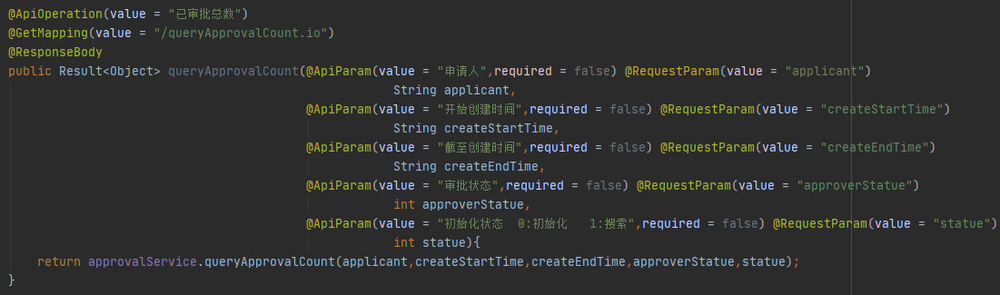 @ApiOperation(value = "已审批总数")
@GetMapping(value = "/queryApprovalCount.io")
@ResponseBody
public Result<Object> queryApprovalCount(@ApiParam(value = "申请人",required = false) @RequestParam(value = "applicant")
String applicant,
@ApiParam(value = "开始创建时间",required = false) @RequestParam(value = "createStartTime")
String createStartTime,
@ApiParam(value = "截至创建时间",required = false) @RequestParam(value = "createEndTime")
String createEndTime,
@ApiParam(value = "审批状态",required = false) @RequestParam(value = "approverStatue")
int approverStatue,
@ApiParam(value = "初始化状态  0:初始化   1:搜索",required = false) @RequestParam(value = "statue")
int statue){
return approvalService.queryApprovalCount(applicant,createStartTime,createEndTime,approverStatue,statue);
}